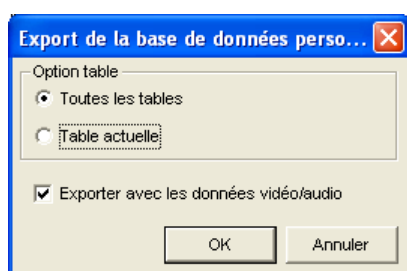 Export de la base de données perso...
Option table
Toutes les tables
Table actuelle
Exporter avec les données vidéo/audio
OK
Annuler